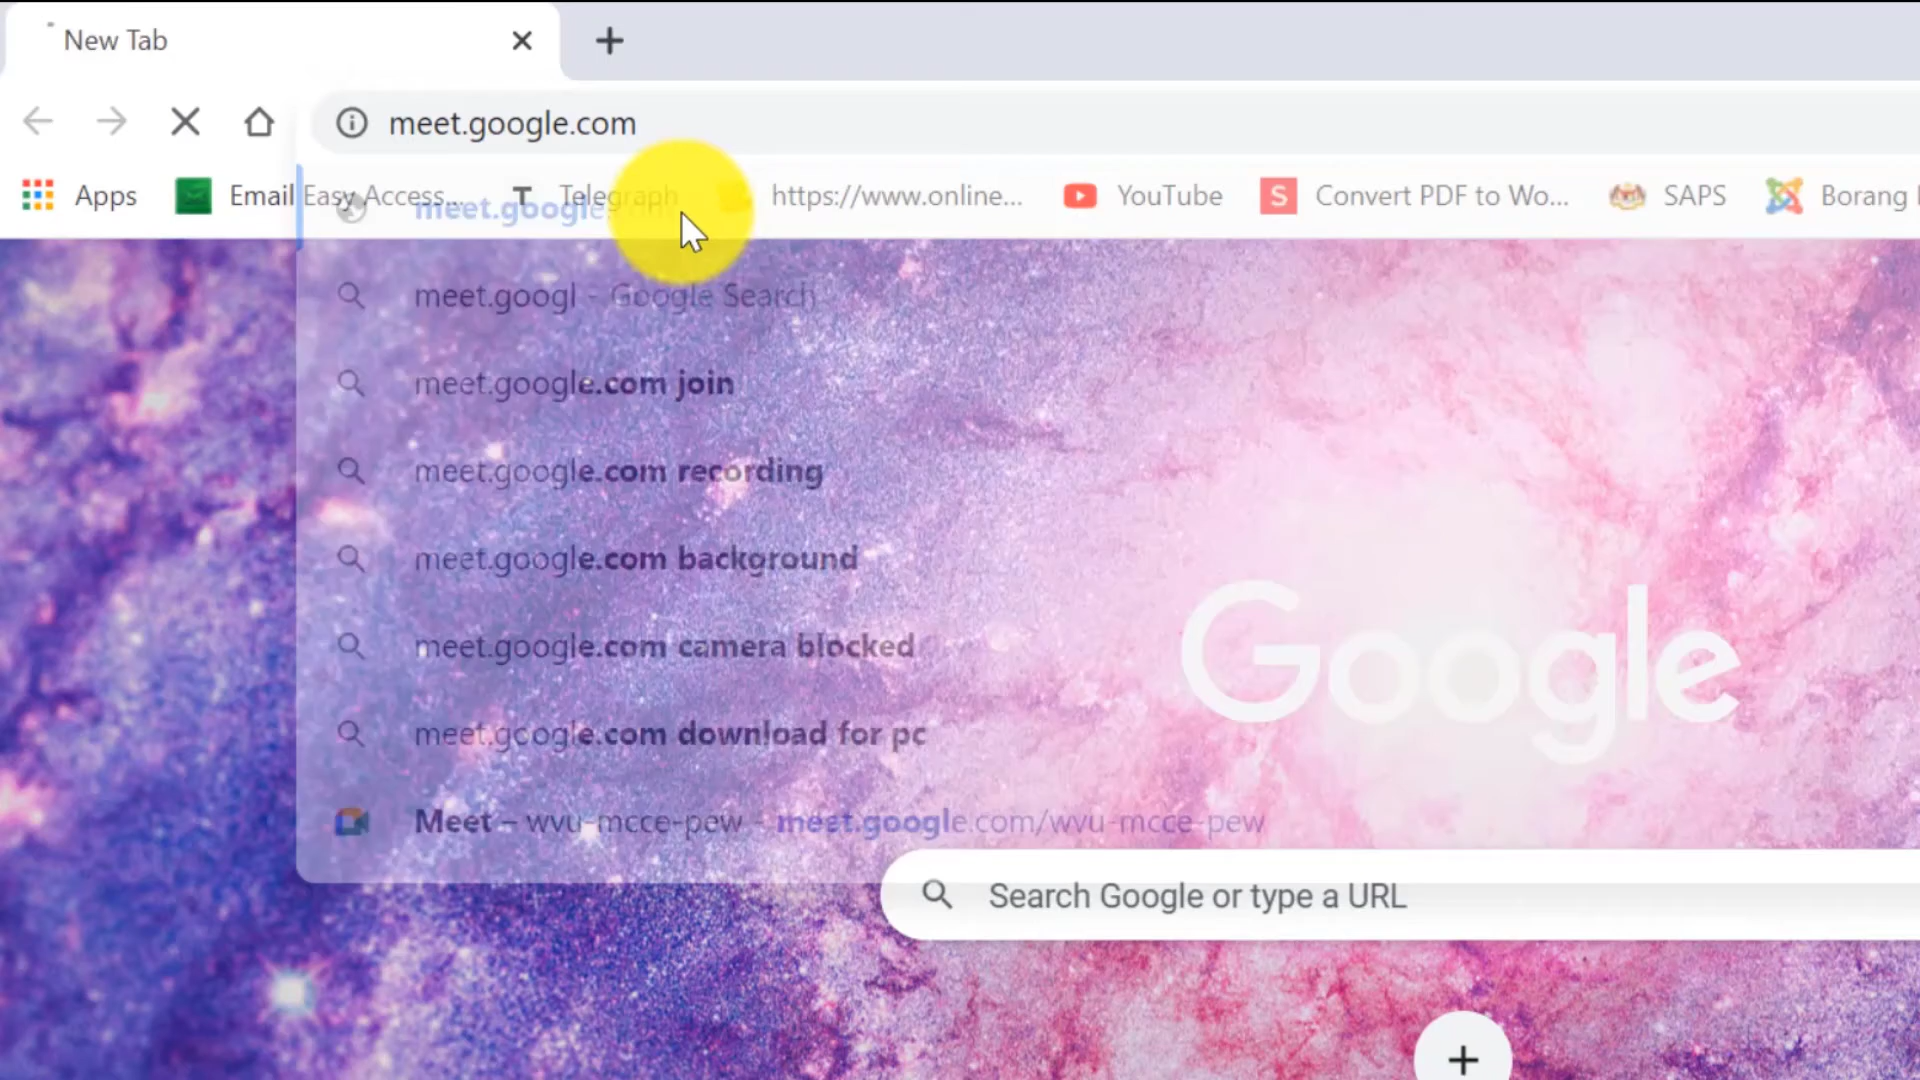 New Tab
meet.google.com
Apps
Email Easy Access...
Telegraph
https://www.online...
YouTube
S
Convert PDF to Wo...
SAPS
Borang
meet.google
meet.googl - Google Search
meet.google.com join
meet.google.com recording
meet.google.com background
meet.google.com camera blocked
meet.google.com download for pc
Meet – wvu-mcce-pew - meet.google.com/wvu-mcce-pew
Google
Search Google or type a URL